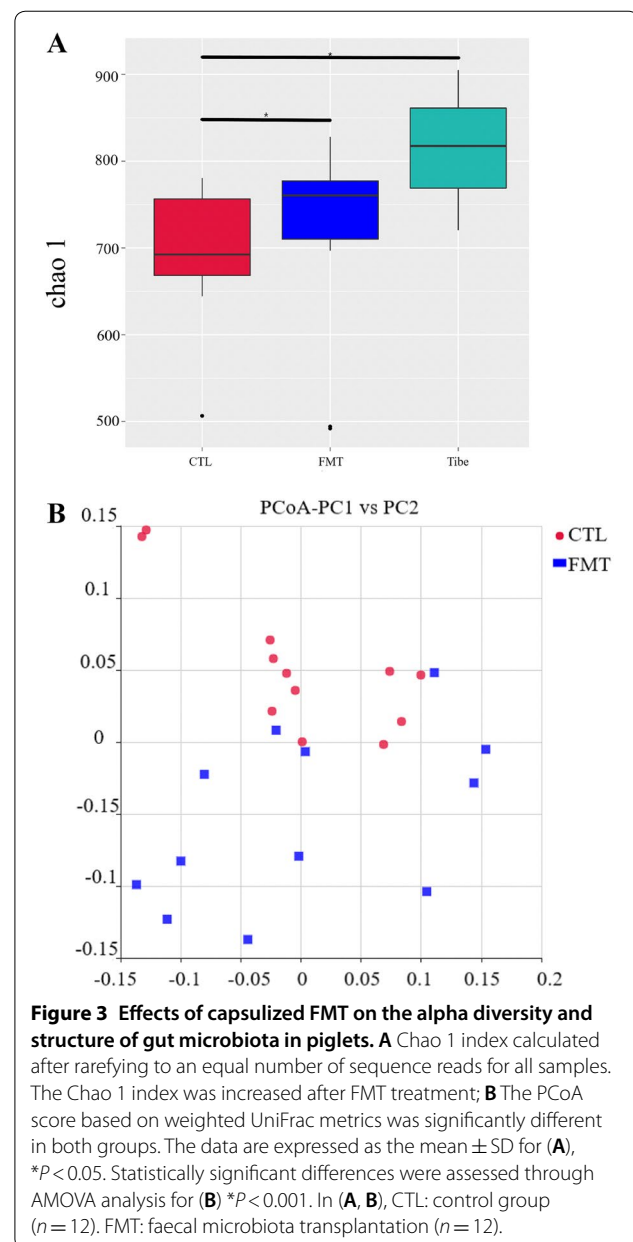 A
*
*
900
800
700
600
500
chao 1
CTL
FMT
Tibe
B
PCoA-PC1 vs PC2
CTL
FMT
0.15
0.1
0.05
0
-0.15
-0.1
-0.15
-0.15
-0.1
-0.05
0
0.05
0.1
0.15
0.2
Figure 3 Effects of capsulized FMT on the alpha diversity and
structure of gut microbiota in piglets. A Chao 1 index calculated
after rarefying to an equal number of sequence reads for all samples.
The Chao 1 index was increased after FMT treatment; B The PCoA
score based on weighted UniFrac metrics was significantly different
in both groups. The data are expressed as the mean ± SD for (A),
*P < 0.05. Statistically significant differences were assessed through
AMOVA analysis for (B) *P < 0.001. In (A, B), CTL: control group
(n = 12). FMT: faecal microbiota transplantation (n = 12).